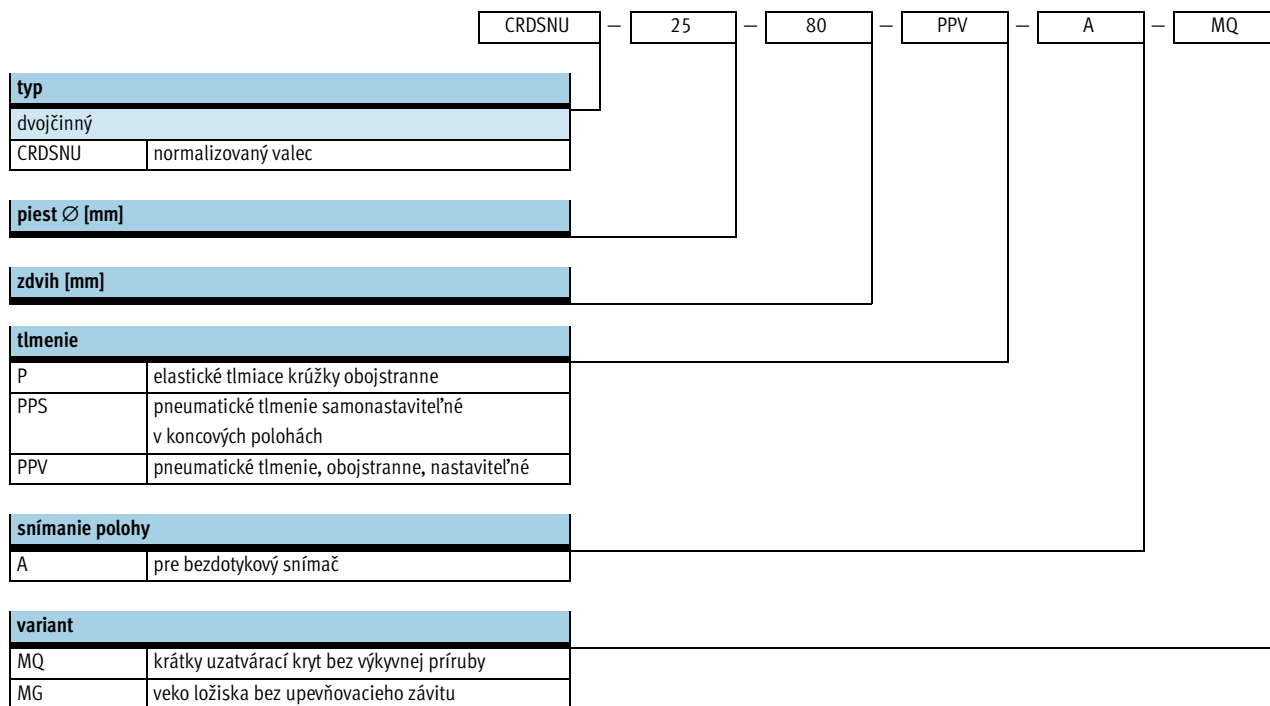 CRDSNU – 25 – 80 – PPV – A – MQ
typ
dvojčinný
CRDSNU normalizovaný valec
piest ∅ [mm]
zdvih [mm]
tlmenie
P elastické tlmiace krúžky obojstranne
PPS pneumatické tlmenie samonastaviteľné
v koncových polohách
PPV pneumatické tlmenie, obojstranne, nastaviteľné
snímanie polohy
A pre bezdotykový snímač
variant
MQ krátky uzatvárací kryt bez výkyvnej príruby
MG veko ložiska bez upevňovacieho závitu